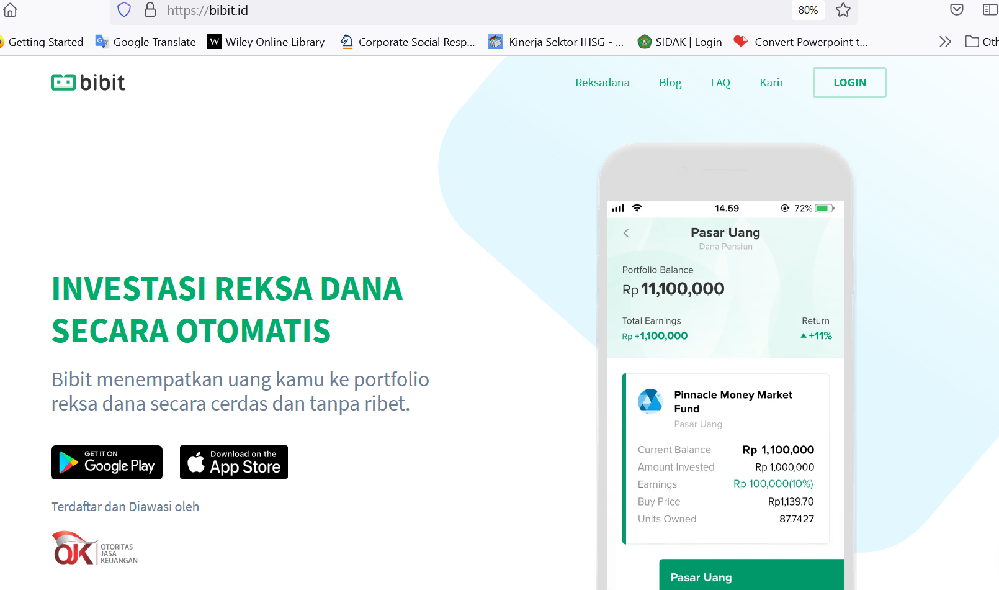 https://bibit.id
80%
Getting Started
Google Translate
W Wiley Online Library
Corporate Social Resp...
Kinerja Sektor IHSG - ...
SIDAK | Login
Convert Powerpoint t...
Oth
bibit
Reksadana
Blog
FAQ
Karir
LOGIN
INVESTASI REKSA DANA
SECARA OTOMATIS
Bibit menempatkan uang kamu ke portfolio
reksa dana secara cerdas dan tanpa ribet.
GET IT ON
Google Play
Download on the
App Store
Terdaftar dan Diawasi oleh
OJK
OTORITAS
JASA
KEUANGAN
14.59
72%
Pasar Uang
Dana Pensiun
Portfolio Balance
Rp 11,100,000
Total Earnings
Return
Rp +1,100,000
+11%
Pinnacle Money Market
Fund
Pasar Uang
Current Balance Rp 1,100,000
Amount Invested Rp 1,000,000
Earnings Rp 100,000(10%)
Buy Price Rp1,139.70
Units Owned 87.7427
Pasar Uang